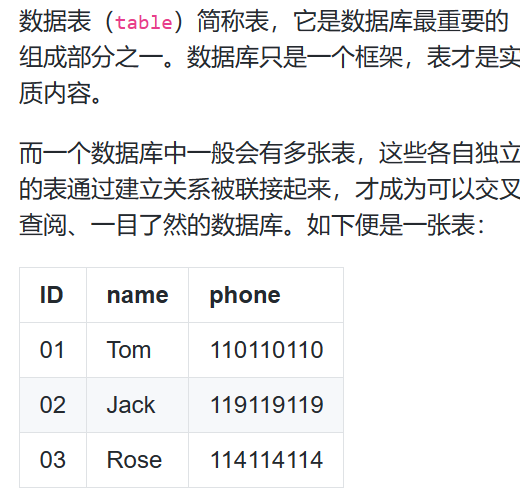 数据表（table）简称表，它是数据库最重要的
组成部分之一。数据库只是一个框架，表才是实
质内容。
而一个数据库中一般会有多张表，这些各自独立
的表通过建立关系被联接起来，才成为可以交叉
查阅、一目了然的数据库。如下便是一张表：
ID name phone
01 Tom 110110110
02 Jack 119119119
03 Rose 114114114